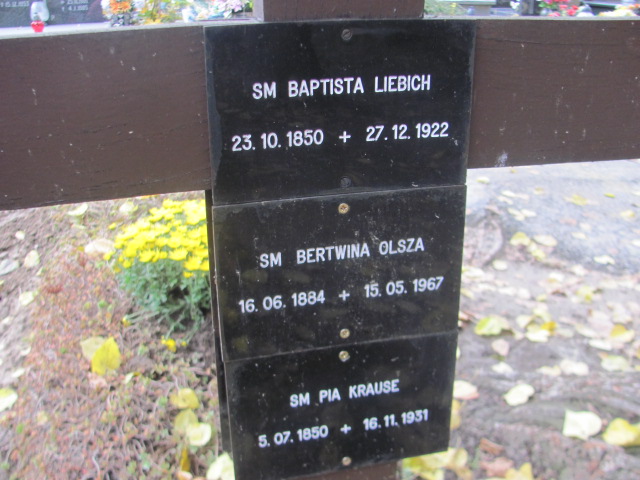 SM BAPTISTA LIEBICH
23.10.1850 + 27.12.1922
SM BERTWINA OLSZA
16.06.1884 + 15.05.1967
SM PIA KRAUSE
5.07.1850 + 16.11.1931